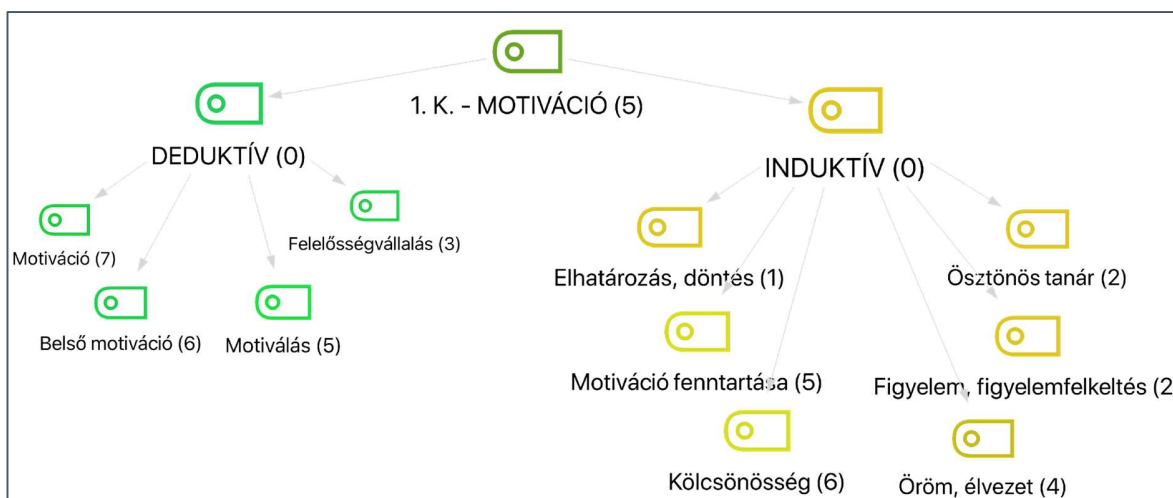 1. K. - MOTIVÁCIÓ (5)
DEDUKTÍV (0)
INDUKTÍV (0)
Motiváció (7)
Felelősségvállalás (3)
Belső motiváció (6)
Motiválás (5)
Elhatározás, döntés (1)
Ösztönös tanár (2)
Motiváció fenntartása (5)
Figyelem, figyelemfelkeltés (2
Kölcsönösség (6)
Öröm, élvezet (4)